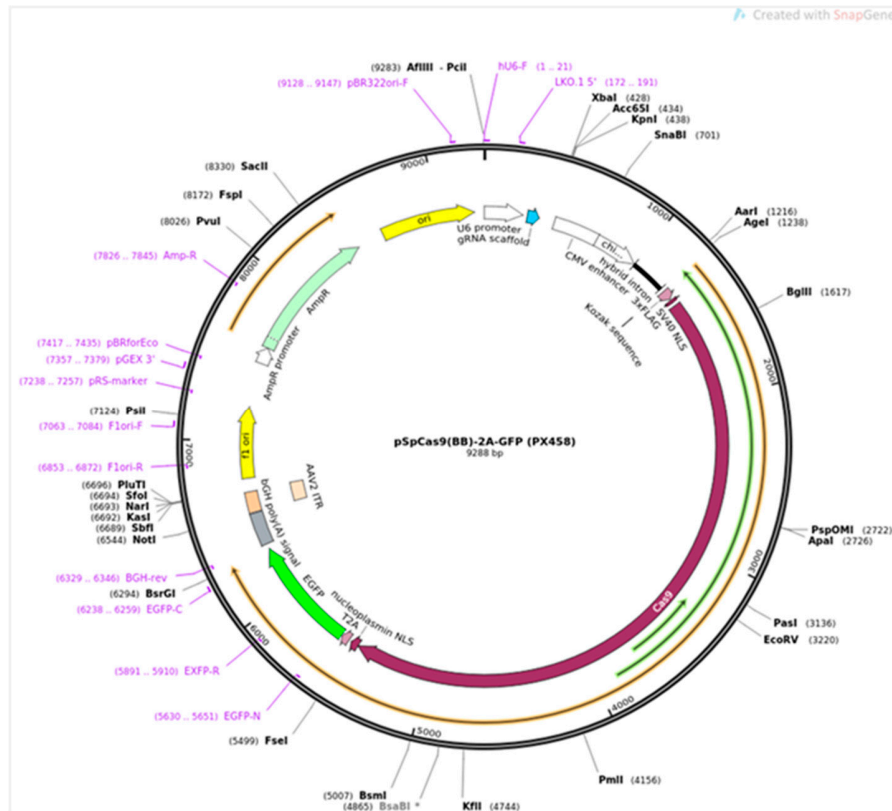 Created with SnapGene
(9283) AflIII - PciI
hU6-F (1 .. 21)
(9128 .. 9147) pBR322ori-F
LKO.1 5' (172 .. 191)
XbaI (428)
Acc65I (434)
KpnI (438)
SnaBI (701)
(8330) SacII
(8172) FspI
(8026) PvuI
(7826 .. 7845) Amp-R
(7417 .. 7435) pBRforEco
(7357 .. 7379) pGEX 3'
(7238 .. 7257) pRS-marker
(7124) PsiI
(7063 .. 7084) F1ori-F
(6853 .. 6872) F1ori-R
(6696) PluTI
(6694) SfoI
(6693) NarI
(6692) KasI
(6689) SbfI
(6544) NotI
(6329 .. 6346) BGH-rev
(6294) BsrGI
(6238 .. 6259) EGFP-C
(5891 .. 5910) EXFP-R
(5630 .. 5651) EGFP-N
(5499) FseI
(5007) BsmI
(4865) BsaBI *
KflI (4744)
PmlI (4156)
EcoRV (3220)
PasI (3136)
ApaI (2726)
PspOMI (2722)
BglII (1617)
AgeI (1238)
AarI (1216)
1000
2000
3000
4000
5000
6000
7000
8000
9000
ori
U6 promoter
gRNA scaffold
chi...
CMV enhancer
hybrid intron
3xFLAG
SV40 NLS
Kozak sequence
Cas9
nucleoplasmin NLS
T2A
EGFP
bGH poly(A) signal
AAV2 ITR
f1 ori
AmpR promoter
AmpR
pSpCas9(BB)-2A-GFP (PX458)
9288 bp